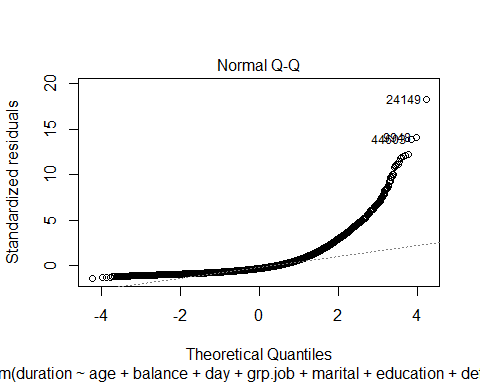 Normal Q-Q
Standardized residuals
20
15
10
5
0
24149
-4
-2
0
2
4
Theoretical Quantiles
m(duration ~ age + balance + day + grp.job + marital + education + def